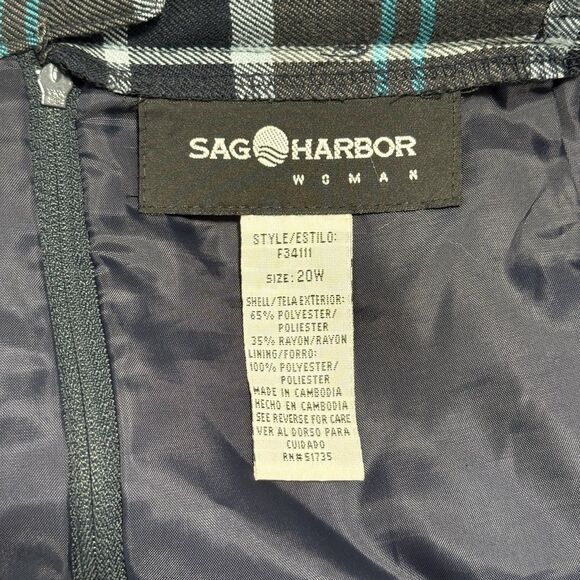 SAG HARBOR
WOMAN
STYLE/ESTILO:
F34111
SIZE: 20W
SHELL/TELA EXTERIOR:
65% POLYESTER/
POLIESTER
35% RAYON/RAYON
LINING/FORRO:
100% POLYESTER/
POLIESTER
MADE IN CAMBODIA
HECHO EN CAMBODIA
SEE REVERSE FOR CARE
VER AL DORSO PARA
CUIDADO
RN#51735